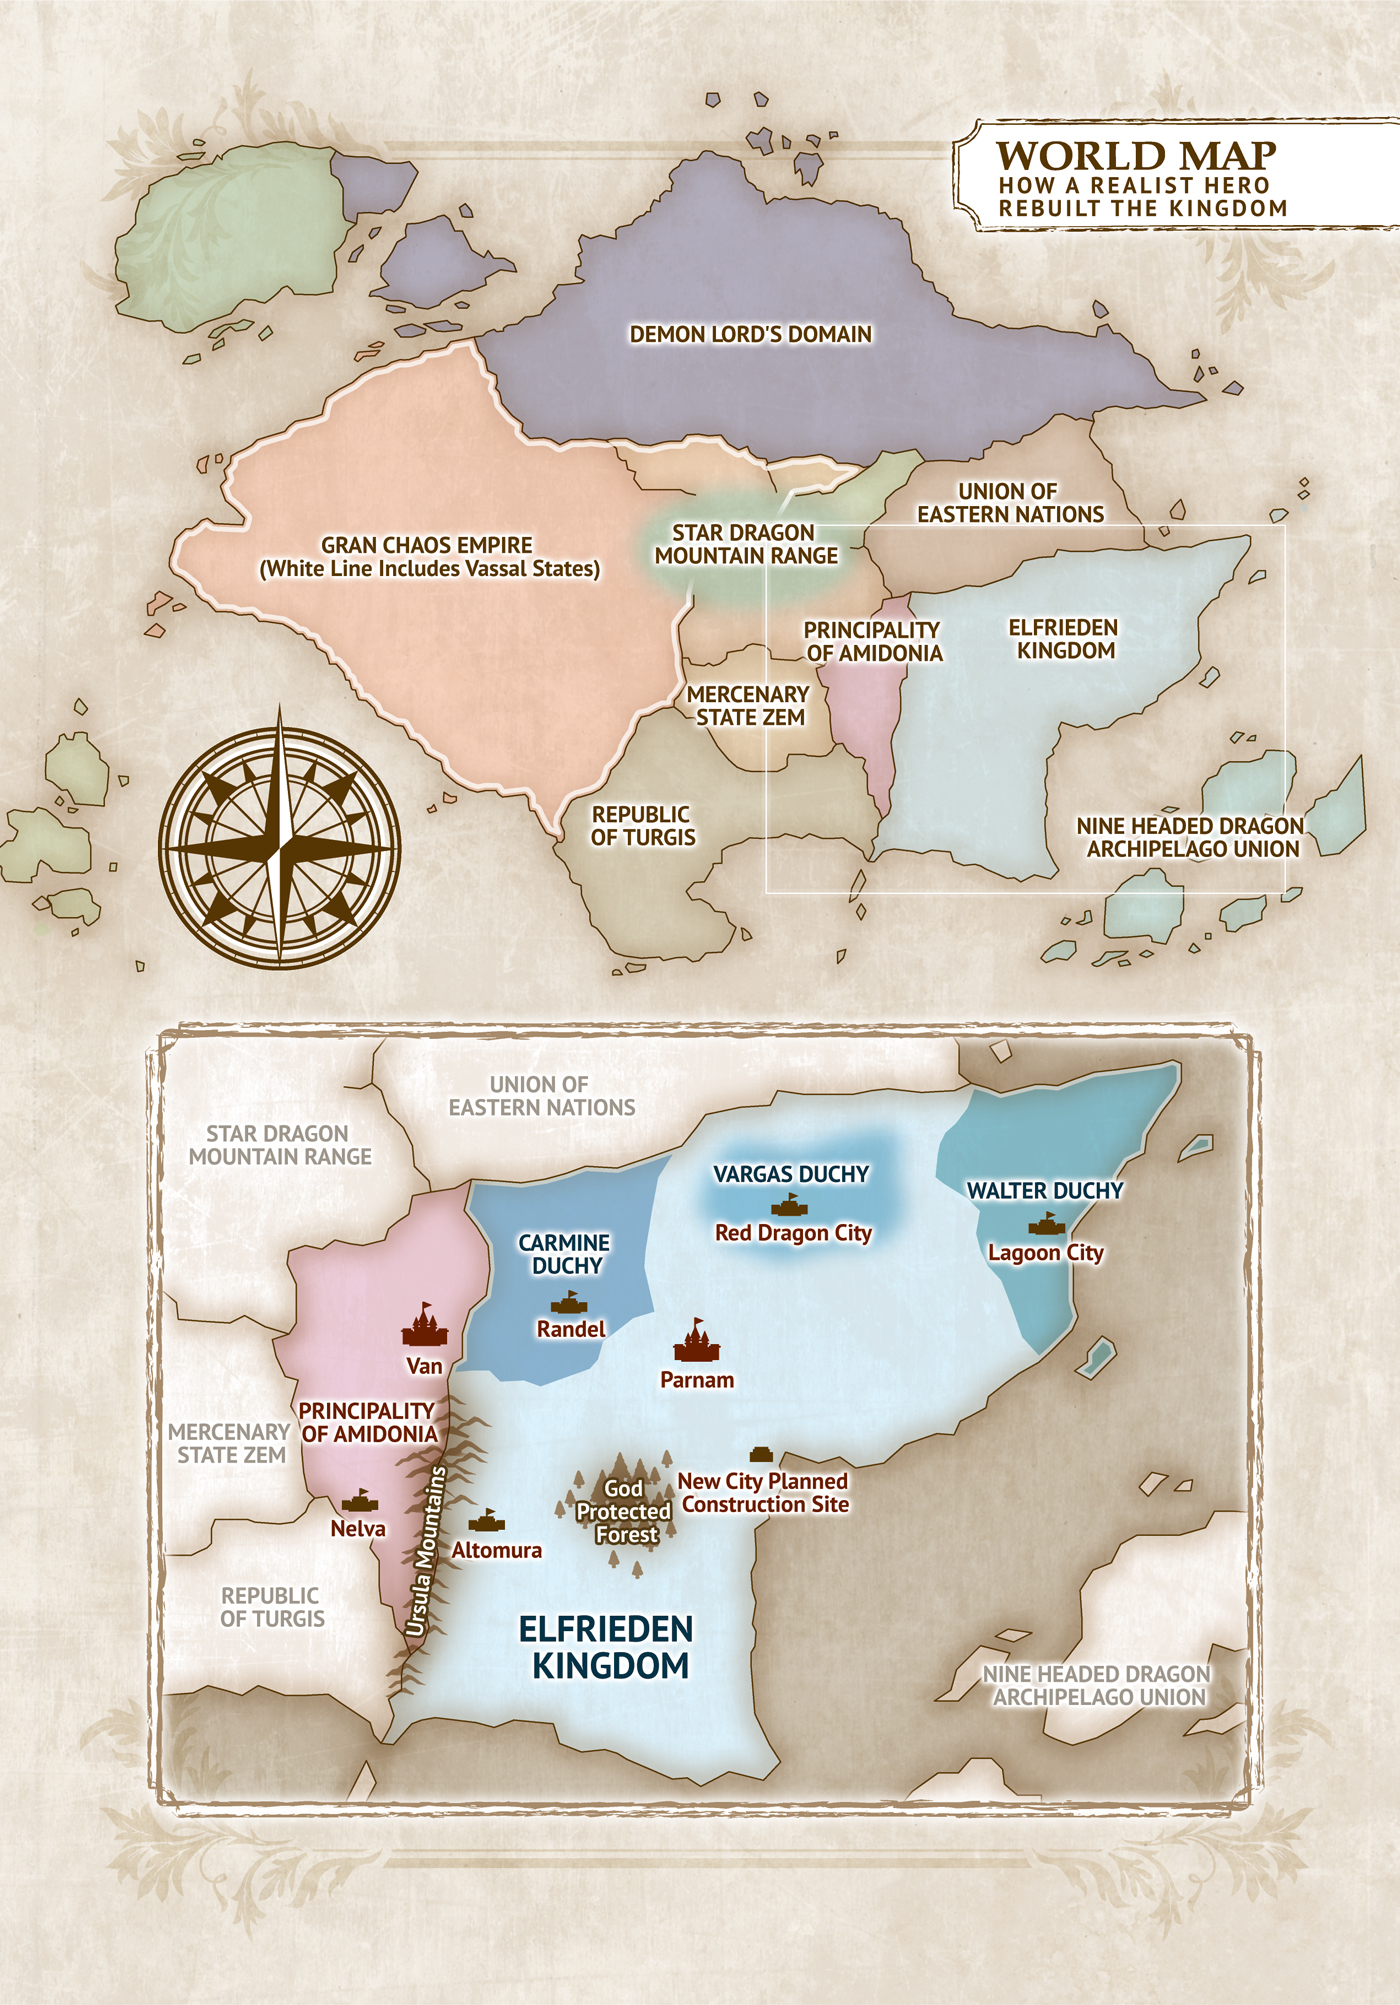 WORLD MAP
HOW A REALIST HERO
REBUILT THE KINGDOM
DEMON LORD'S DOMAIN
UNION OF
EASTERN NATIONS
GRAN CHAOS EMPIRE
(White Line Includes Vassal States)
STAR DRAGON
MOUNTAIN RANGE
PRINCIPALITY
OF AMIDONIA
ELFRIEDEN
KINGDOM
MERCENARY
STATE ZEM
REPUBLIC
OF TURGIS
NINE HEADED DRAGON
ARCHIPELAGO UNION
UNION OF
EASTERN NATIONS
STAR DRAGON
MOUNTAIN RANGE
VARGAS DUCHY
Red Dragon City
WALTER DUCHY
Lagoon City
CARMINE
DUCHY
Randel
Van
Parnam
PRINCIPALITY
OF AMIDONIA
MERCENARY
STATE ZEM
Ursula Mountains
God
Protected
Forest
New City Planned
Construction Site
Nelva
Altomura
REPUBLIC
OF TURGIS
ELFRIEDEN
KINGDOM
NINE HEADED DRAGON
ARCHIPELAGO UNION